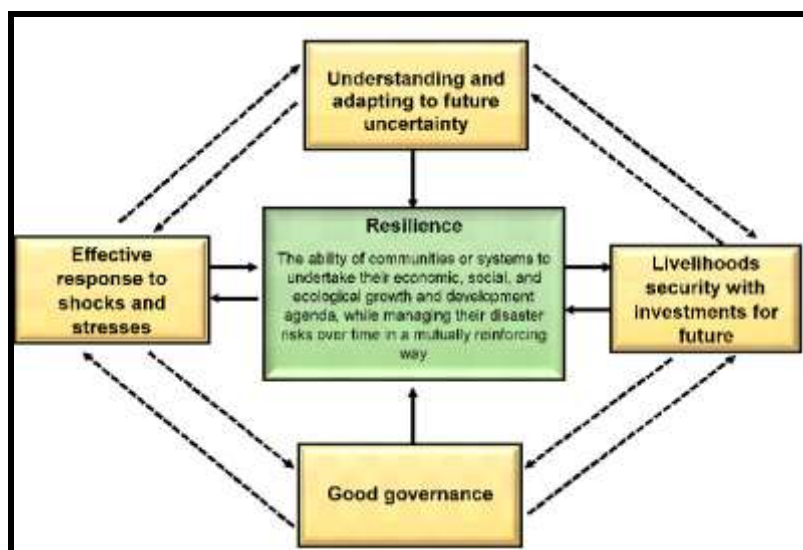 Understanding and
adapting to future
uncertainty
Resilience
The ability of communities or systems to
undertake their economic, social, and
ecological growth and development
agenda, while managing their disaster
risks over time in a mutually reinforcing
way
Effective
response to
shocks and
stresses
Livelihoods
security with
investments for
future
Good governance